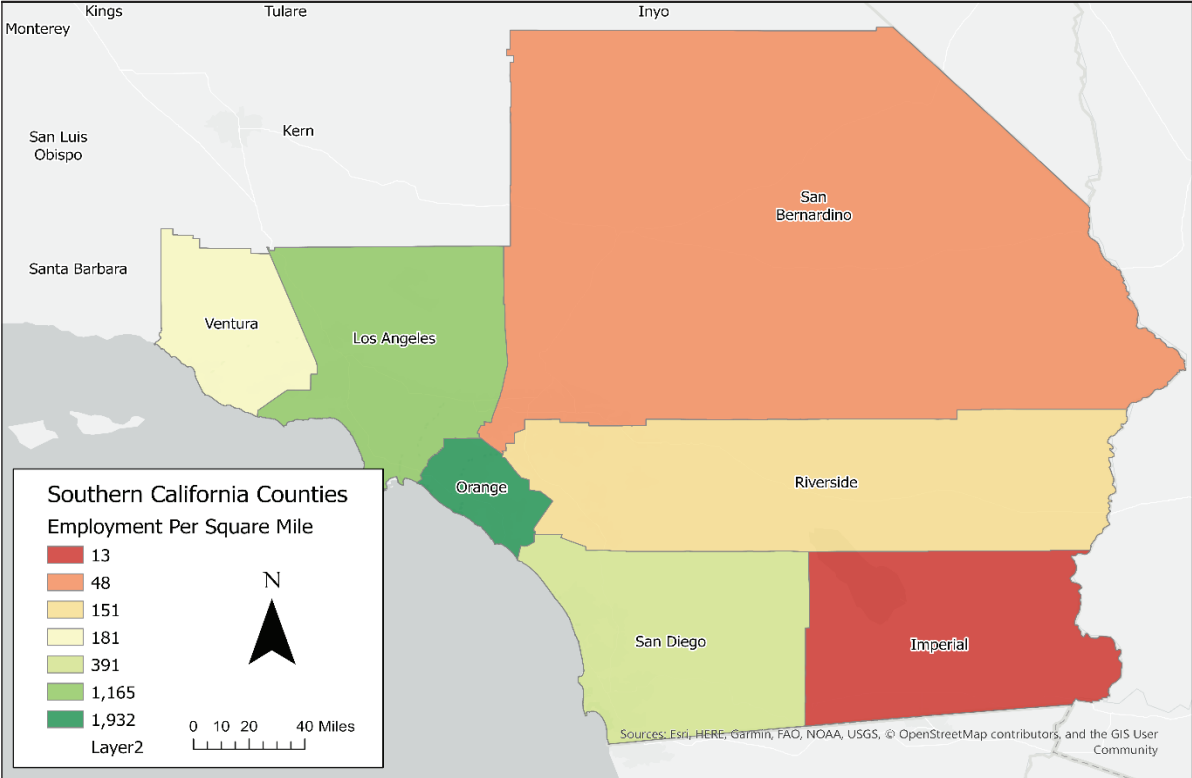 Kings
Tulare
Inyo
Monterey
Kern
San Luis
Obispo
San
Bernardino
Santa Barbara
Ventura
Los Angeles
Orange
Riverside
San Diego
Imperial
Southern California Counties
Employment Per Square Mile
13
48
151
181
391
1,165
1,932
Layer2
N
0 10 20 40 Miles
Sources: Esri, HERE, Garmin, FAO, NOAA, USGS, © OpenStreetMap contributors, and the GIS User
Community